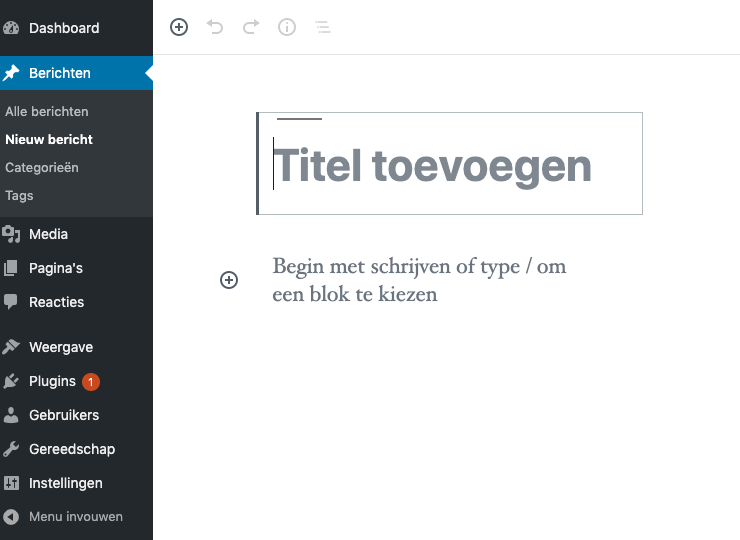 Dashboard
Berichten
Alle berichten
Nieuw bericht
Categorieën
Tags
Media
Pagina's
Reacties
Weergave
Plugins 1
Gebruikers
Gereedschap
Instellingen
Menu invouwen
Titel toevoegen
Begin met schrijven of type / om
een blok te kiezen